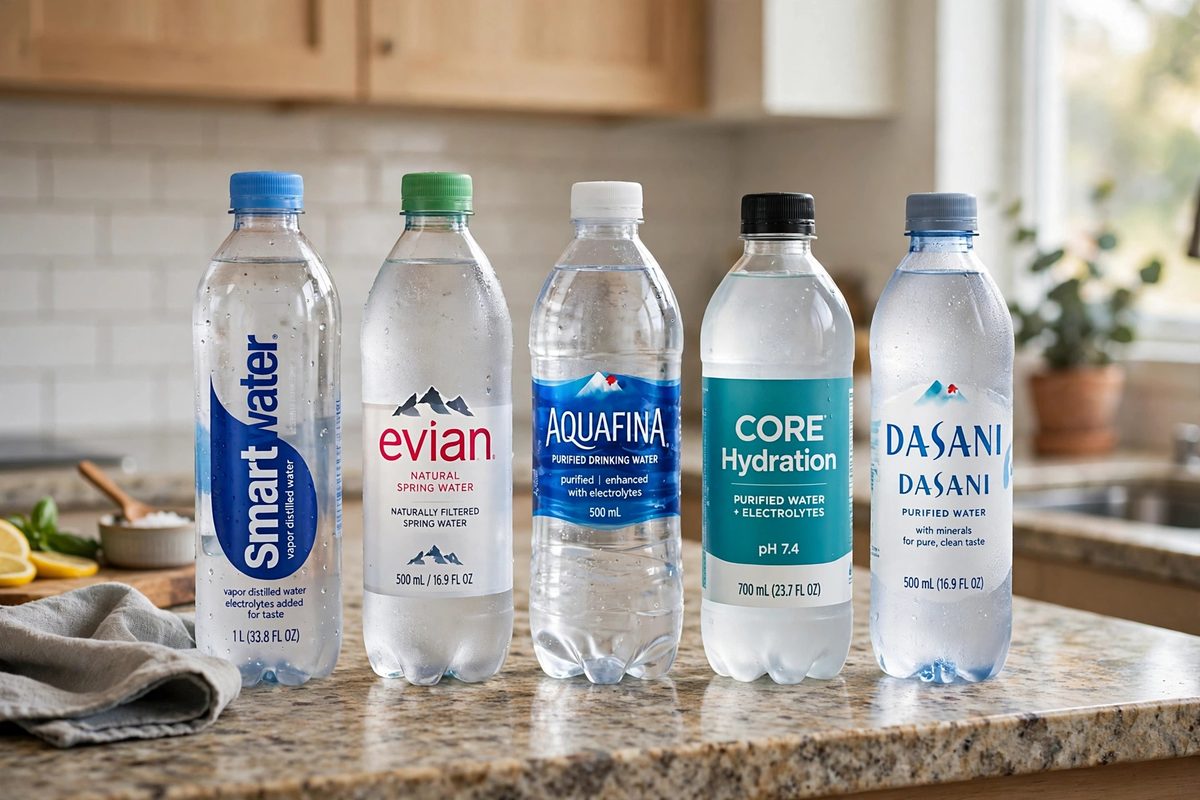 smartwater®
vapor distilled water
vapor distilled water
electrolytes added
for taste
1 L (33.8 FL OZ)
evian®
NATURAL
SPRING WATER
NATURALLY FILTERED
SPRING WATER
500 mL / 16.9 FL OZ
AQUAFINA®
PURIFIED DRINKING WATER
purified | enhanced
with electrolytes
500 mL
CORE
Hydration
PURIFIED WATER
+ ELECTROLYTES
pH 7.4
700 mL (23.7 FL OZ)
DASANI
DASANI
PURIFIED WATER
with minerals
for pure, clean taste
500 mL (16.9 FL OZ)